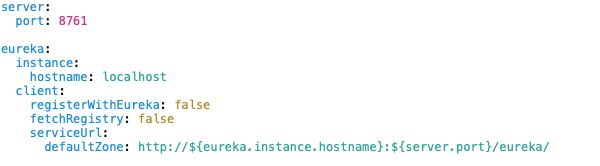 server:
  port: 8761

eureka:
  instance:
    hostname: localhost
  client:
    registerWithEureka: false
    fetchRegistry: false
    serviceUrl:
      defaultZone: http://${eureka.instance.hostname}:${server.port}/eureka/